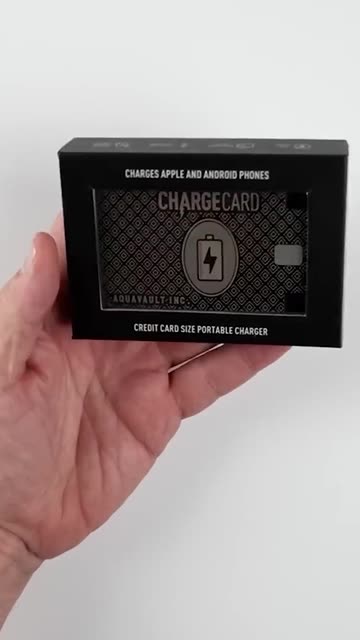 CHARGES APPLE AND ANDROID PHONES
CHARGECARD
AQUAVAULT INC.
CREDIT CARD SIZE PORTABLE CHARGER